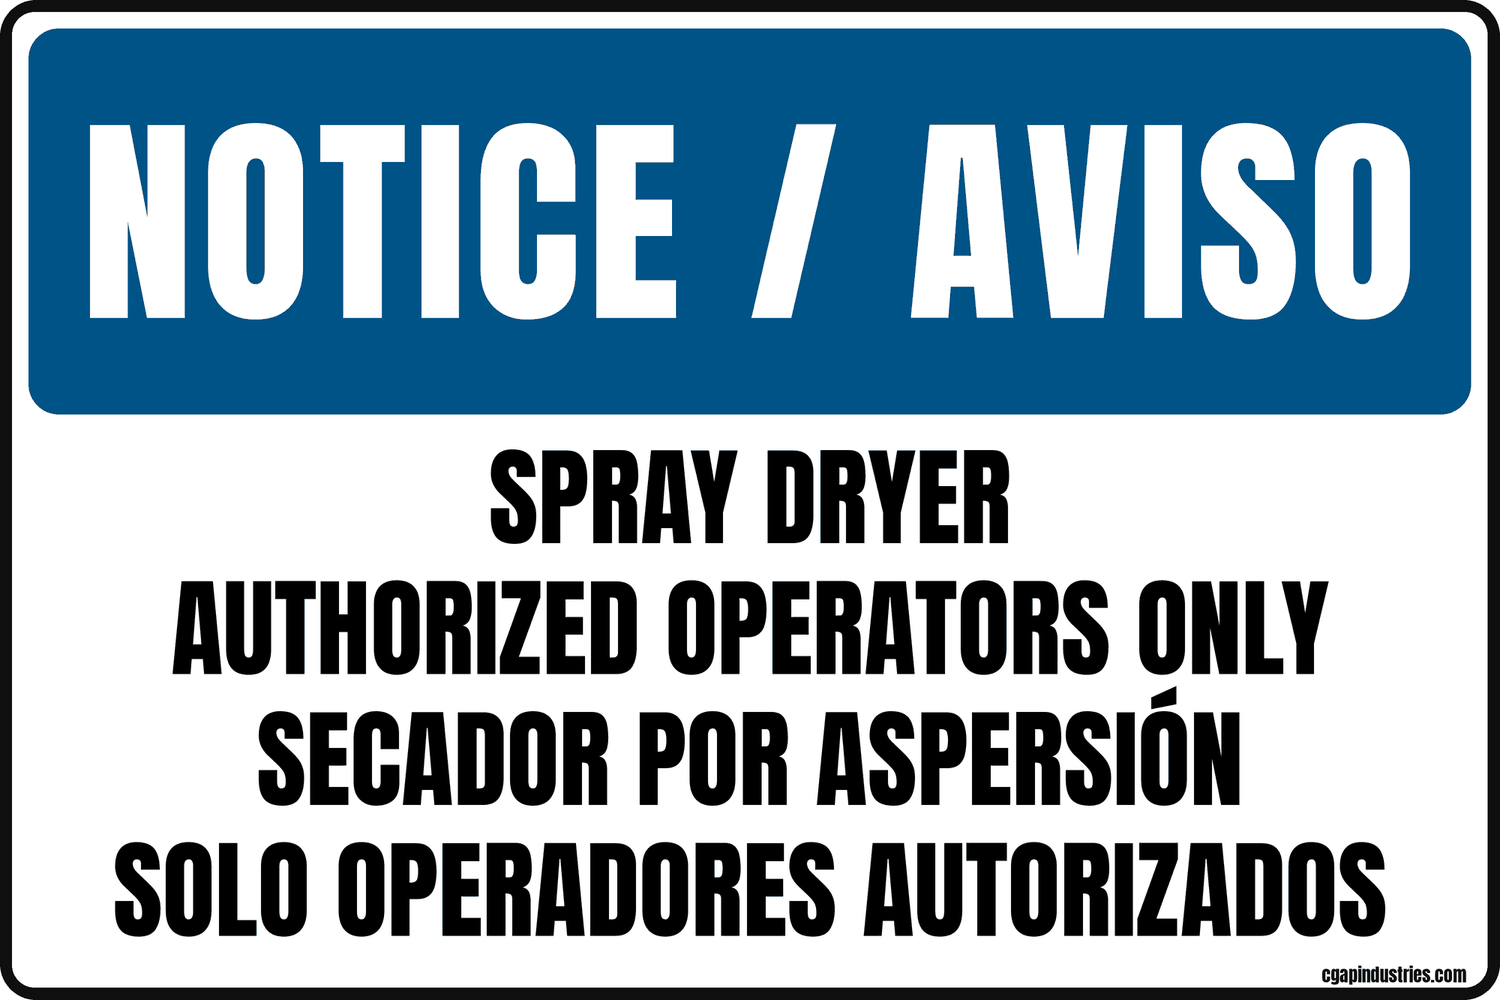 NOTICE / AVISO
SPRAY DRYER
AUTHORIZED OPERATORS ONLY
SECADOR POR ASPERSIÓN
SOLO OPERADORES AUTORIZADOS
cgapindustries.com